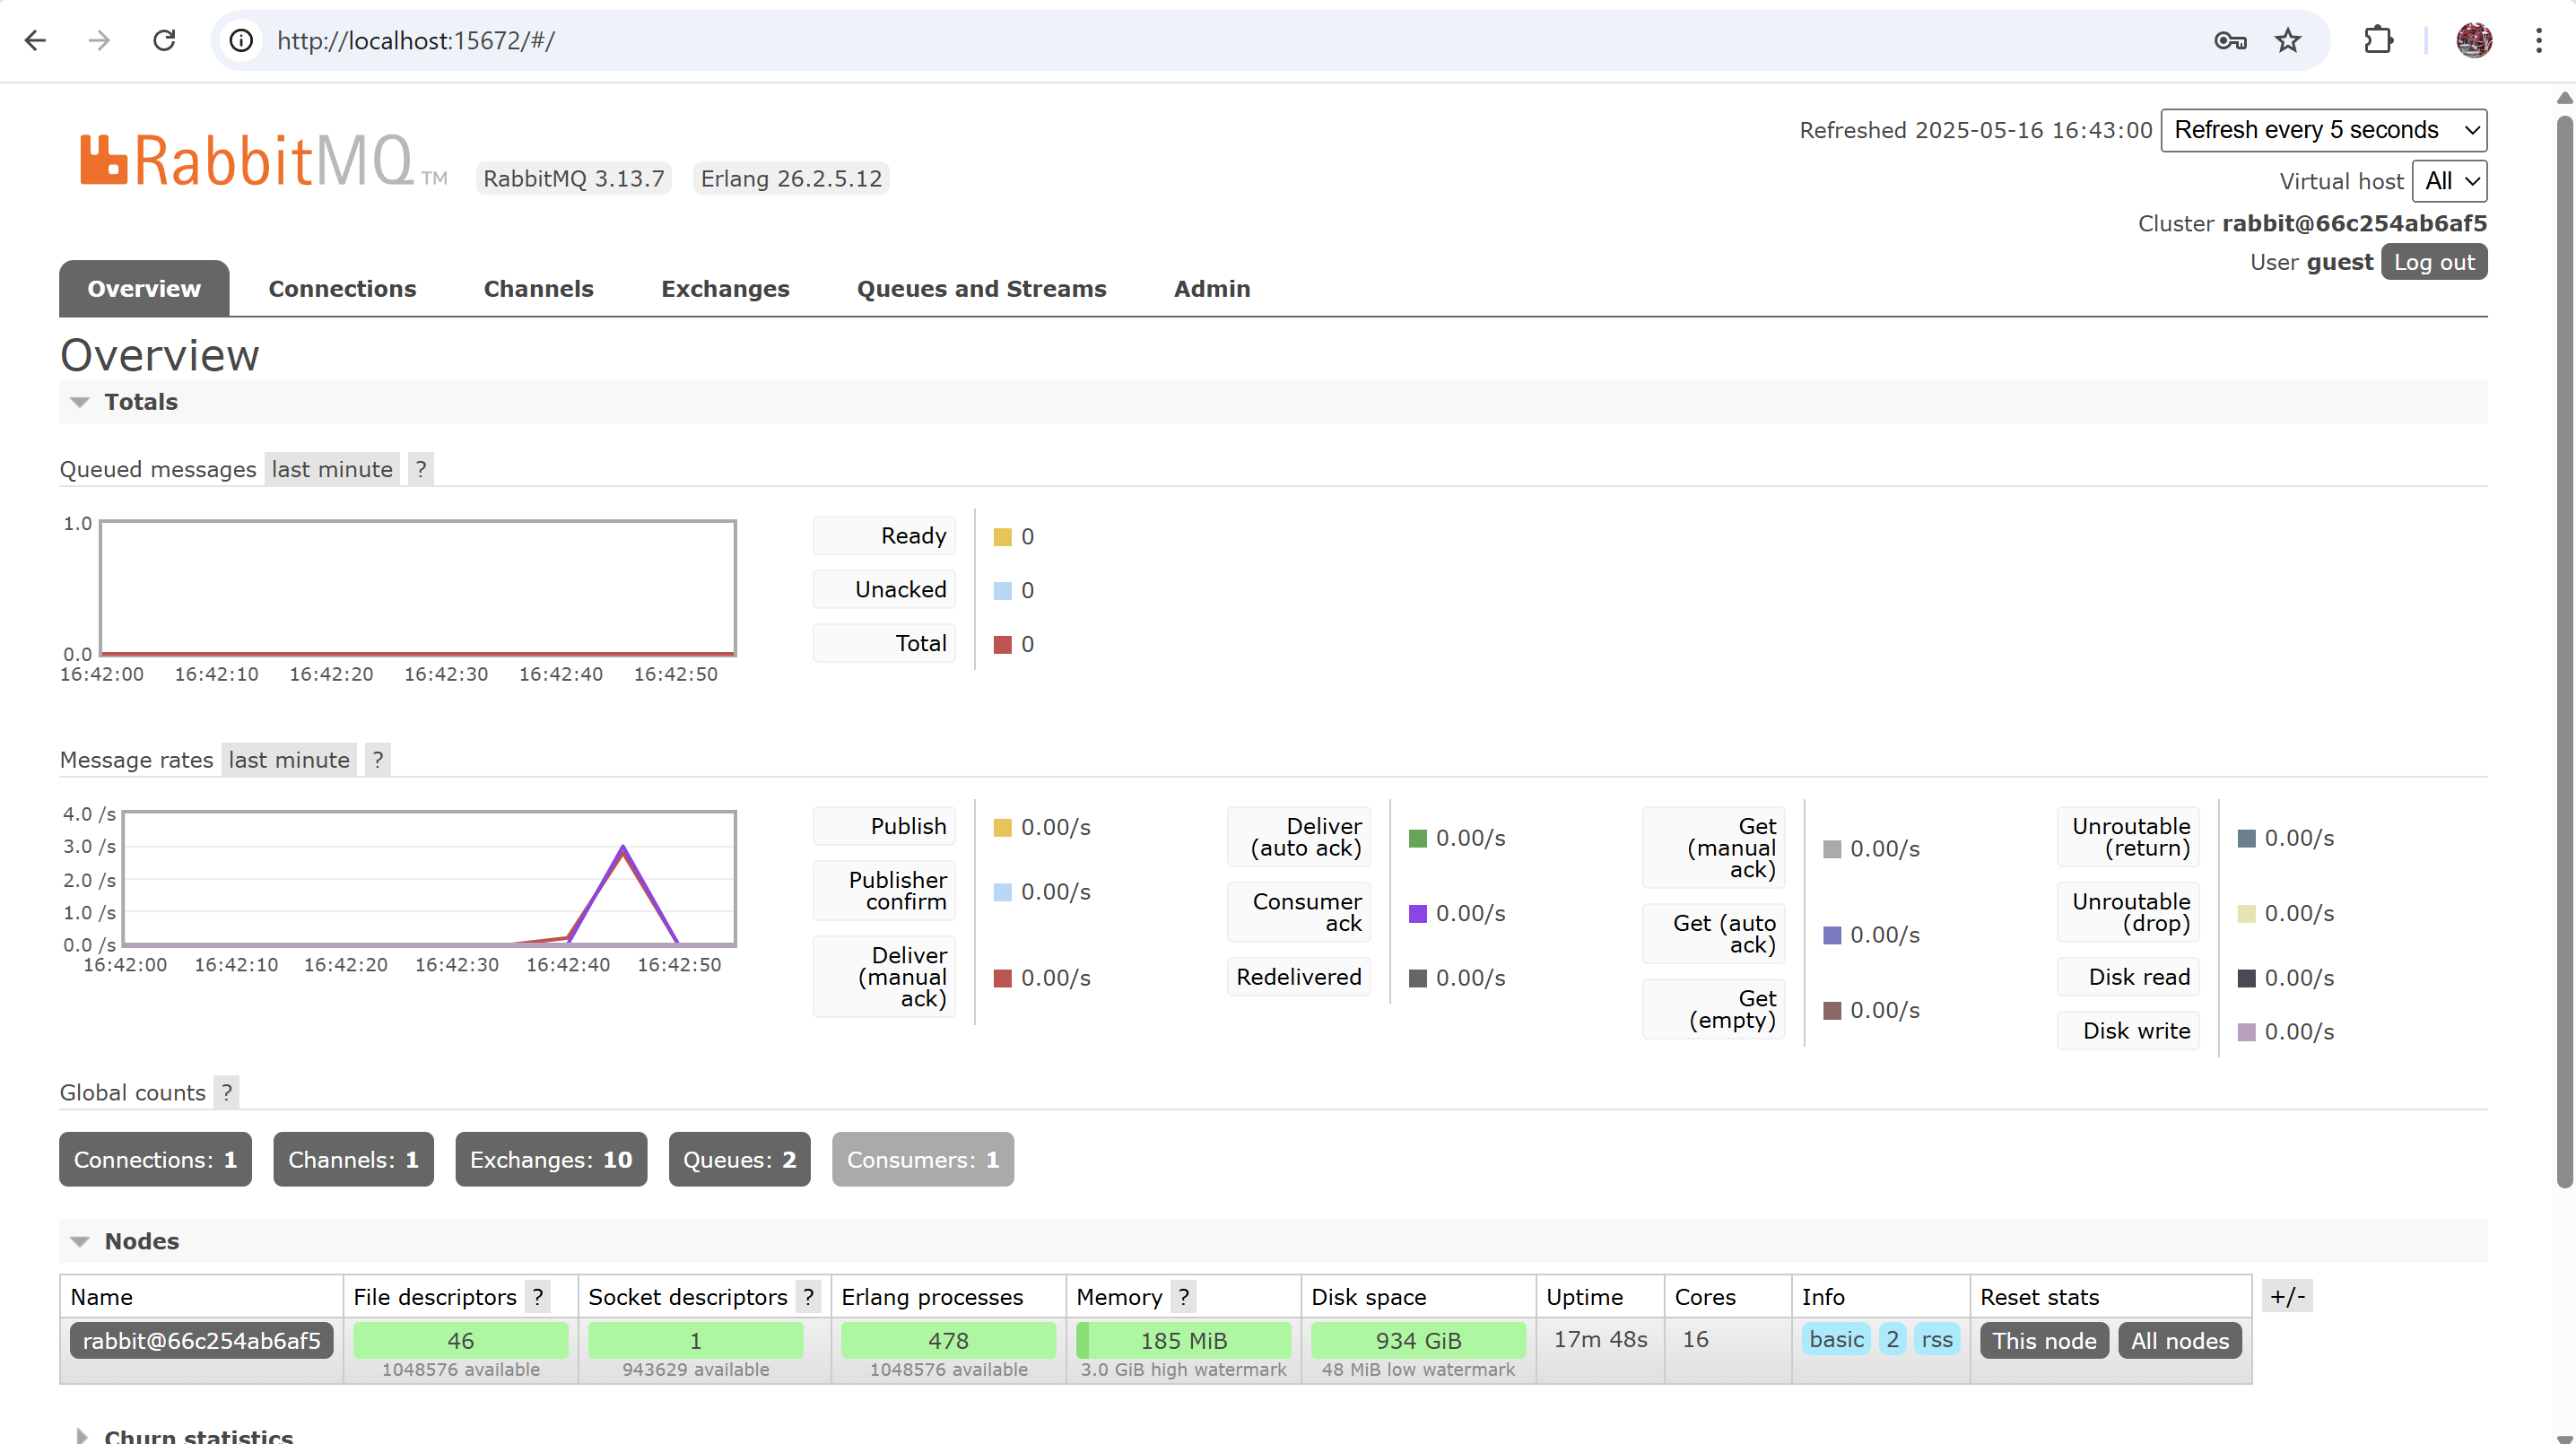 http://localhost:15672/#/
RabbitMQ TM
RabbitMQ 3.13.7
Erlang 26.2.5.12
Refreshed 2025-05-16 16:43:00
Refresh every 5 seconds
Virtual host
All
Cluster rabbit@66c254ab6af5
User guest
Log out
Overview
Connections
Channels
Exchanges
Queues and Streams
Admin
Overview
Totals
Queued messages last minute ?
1.0
0.0
16:42:00
16:42:10
16:42:20
16:42:30
16:42:40
16:42:50
Ready
0
Unacked
0
Total
0
Message rates last minute ?
4.0 /s
3.0 /s
2.0 /s
1.0 /s
0.0 /s
16:42:00
16:42:10
16:42:20
16:42:30
16:42:40
16:42:50
Publish
0.00/s
Publisher
confirm
0.00/s
Deliver
(manual
ack)
0.00/s
Deliver
(auto ack)
0.00/s
Consumer
ack
0.00/s
Redelivered
0.00/s
Get
(manual
ack)
0.00/s
Get (auto
ack)
0.00/s
Get
(empty)
0.00/s
Unroutable
(return)
0.00/s
Unroutable
(drop)
0.00/s
Disk read
0.00/s
Disk write
0.00/s
Global counts ?
Connections: 1
Channels: 1
Exchanges: 10
Queues: 2
Consumers: 1
Nodes
Name
File descriptors ?
Socket descriptors ?
Erlang processes
Memory ?
Disk space
Uptime
Cores
Info
Reset stats
+/-
rabbit@66c254ab6af5
46
1048576 available
1
943629 available
478
1048576 available
185 MiB
3.0 GiB high watermark
934 GiB
48 MiB low watermark
17m 48s
16
basic
2
rss
This node
All nodes
Churn statistics